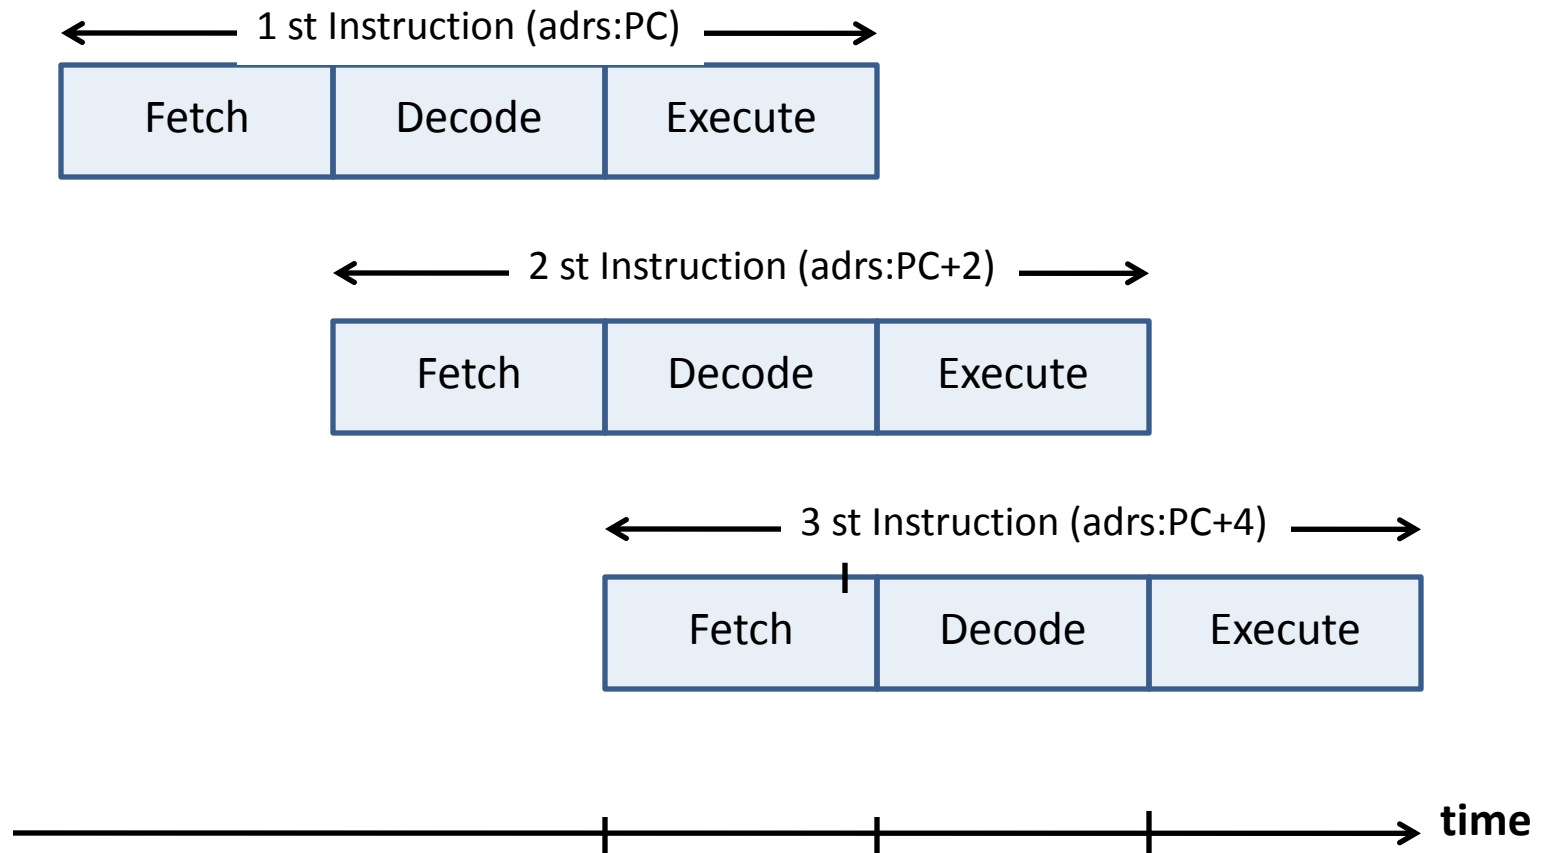 1 st Instruction (adrs:PC)
Fetch Decode Execute
2 st Instruction (adrs:PC+2)
Fetch Decode Execute
3 st Instruction (adrs:PC+4)
Fetch Decode Execute
time